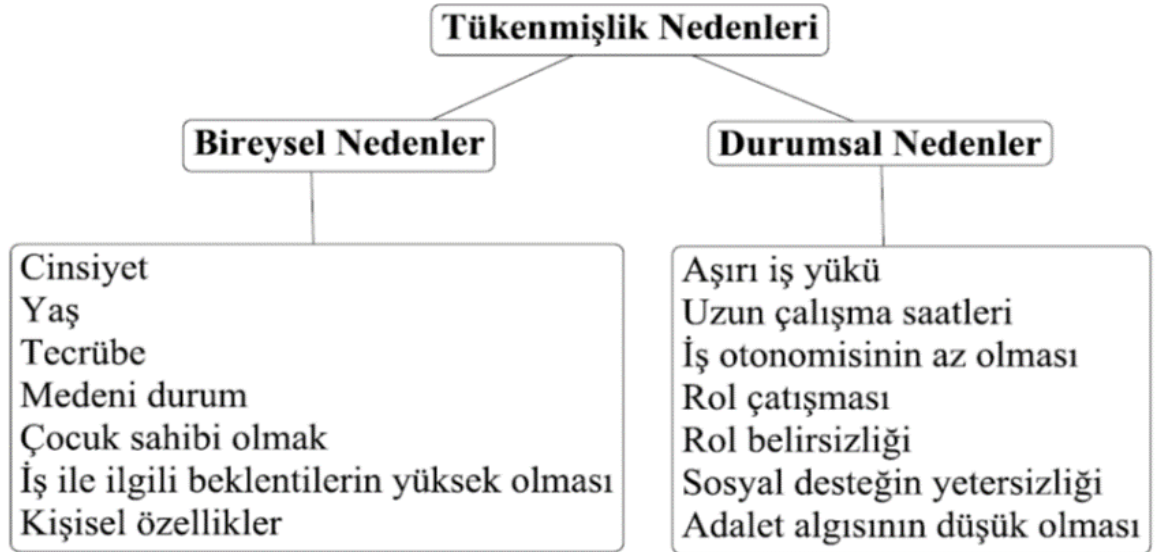 Tükenmişlik Nedenleri
Bireysel Nedenler
Cinsiyet
Yaş
Tecrübe
Medeni durum
Çocuk sahibi olmak
İş ile ilgili beklentilerin yüksek olması
Kişisel özellikler
Durumsal Nedenler
Aşırı iş yükü
Uzun çalışma saatleri
İş otonomisinin az olması
Rol çatışması
Rol belirsizliği
Sosyal desteğin yetersizliği
Adalet algısının düşük olması